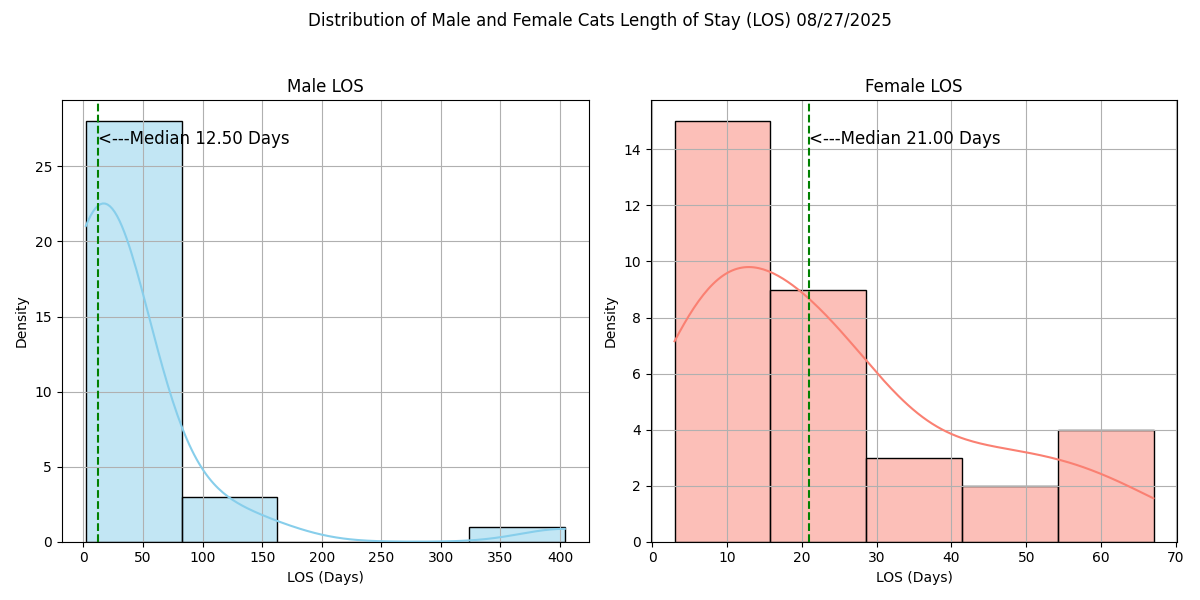 Distribution of Male and Female Cats Length of Stay (LOS) 08/27/2025
Male LOS
<---Median 12.50 Days
Density
25
20
15
10
5
0
0 50 100 150 200 250 300 350 400
LOS (Days)
Female LOS
<---Median 21.00 Days
Density
14
12
10
8
6
4
2
0
0 10 20 30 40 50 60 70
LOS (Days)